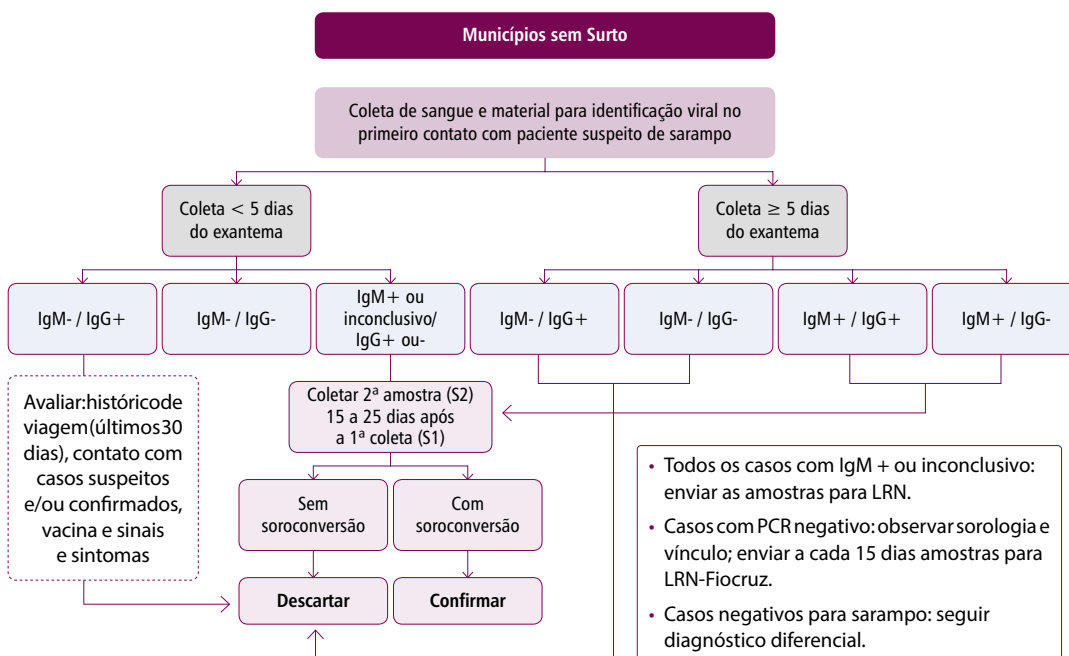 Municípios sem Surto
Coleta de sangue e material para identificação viral no
primeiro contato com paciente suspeito de sarampo
Coleta < 5 dias
do exantema
Coleta ≥ 5 dias
do exantema
IgM- / IgG+
IgM- / IgG-
IgM+ ou
inconclusivo/
IgG+ ou-
IgM- / IgG+
IgM- / IgG-
IgM+ / IgG+
IgM+ / IgG-
Avaliar:históricode
viagem(últimos30
dias), contato com
casos suspeitos
e/ou confirmados,
vacina e sinais
e sintomas
Coletar 2ª amostra (S2)
15 a 25 dias após
a 1ª coleta (S1)
Sem
soroconversão
Com
soroconversão
Descartar
Confirmar
• Todos os casos com IgM + ou inconclusivo:
enviar as amostras para LRN.
• Casos com PCR negativo: observar sorologia e
vínculo; enviar a cada 15 dias amostras para
LRN-Fiocruz.
• Casos negativos para sarampo: seguir
diagnóstico diferencial.